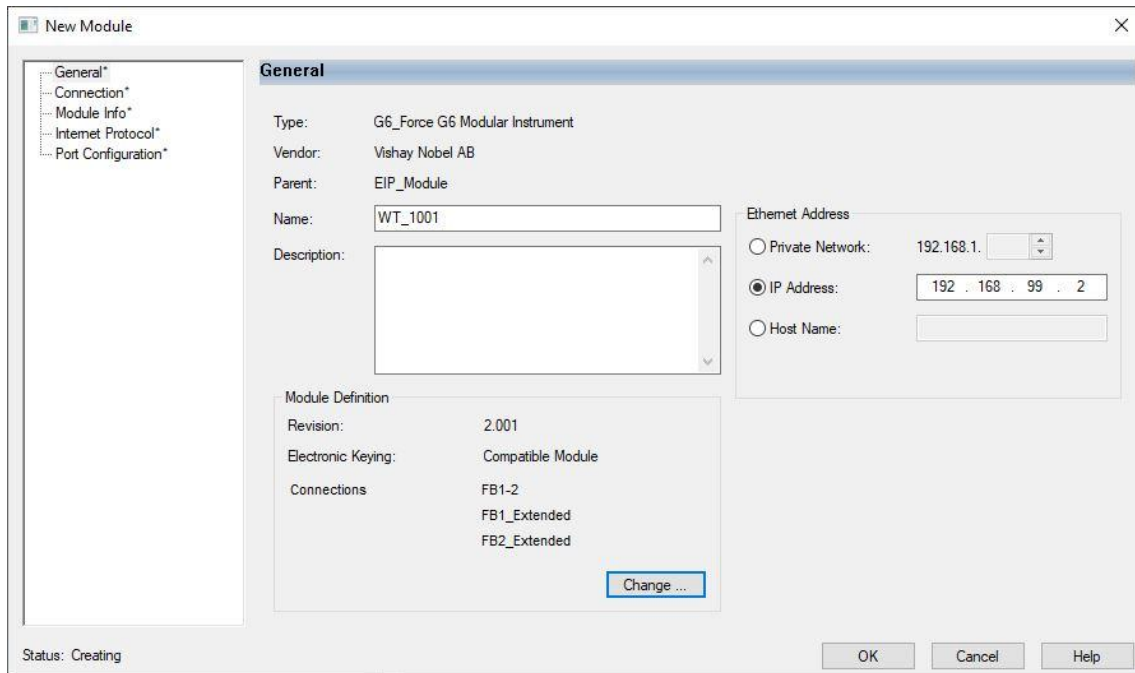 New Module
General*
Connection*
Module Info*
Internet Protocol*
Port Configuration*
General
Type: G6_Force G6 Modular Instrument
Vendor: Vishay Nobel AB
Parent: EIP_Module
Name: WT_1001
Description:
Ethernet Address
Private Network: 192.168.1.
IP Address: 192 . 168 . 99 . 2
Host Name:
Module Definition
Revision: 2.001
Electronic Keying: Compatible Module
Connections FB1-2
FB1_Extended
FB2_Extended
Change ...
Status: Creating
OK Cancel Help